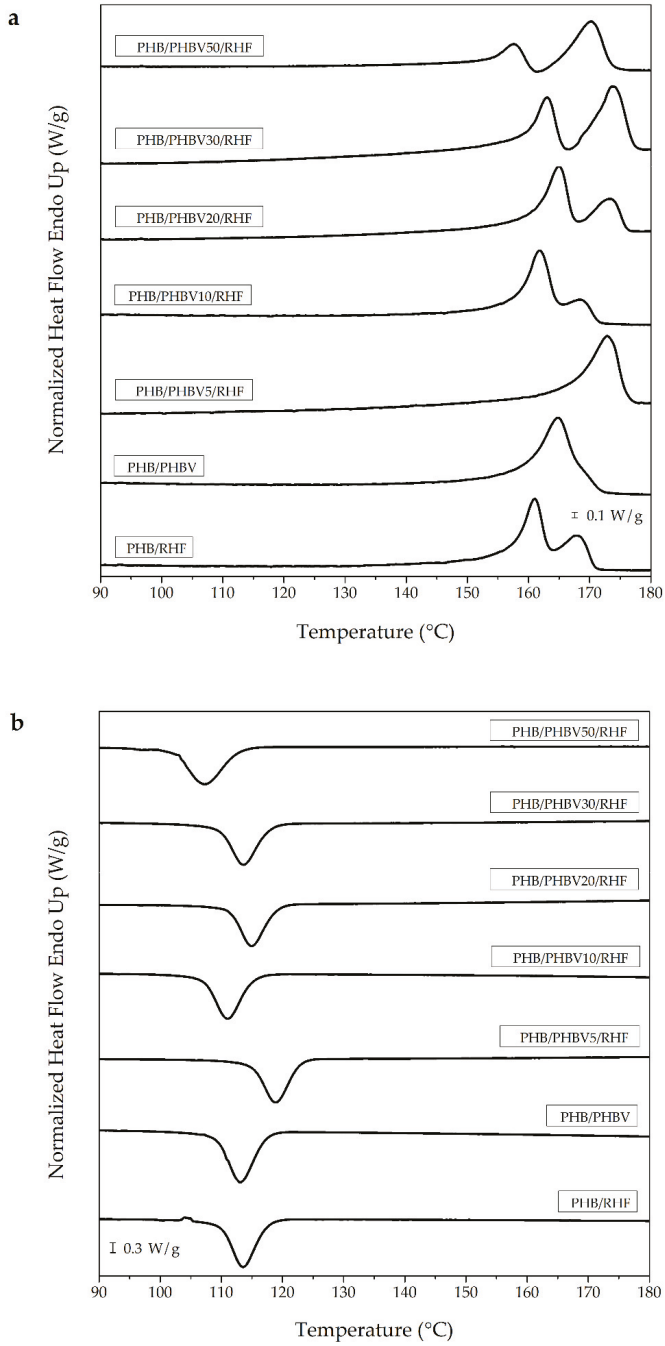 a
Normalized Heat Flow Endo Up (W/g)
PHB/PHBV50/RHF
PHB/PHBV30/RHF
PHB/PHBV20/RHF
PHB/PHBV10/RHF
PHB/PHBV5/RHF
PHB/PHBV
0.1 W/g
PHB/RHF
90 100 110 120 130 140 150 160 170 180
Temperature (°C)
b
Normalized Heat Flow Endo Up (W/g)
PHB/PHBV50/RHF
PHB/PHBV30/RHF
PHB/PHBV20/RHF
PHB/PHBV10/RHF
PHB/PHBV5/RHF
PHB/PHBV
PHB/RHF
0.3 W/g
90 100 110 120 130 140 150 160 170 180
Temperature (°C)